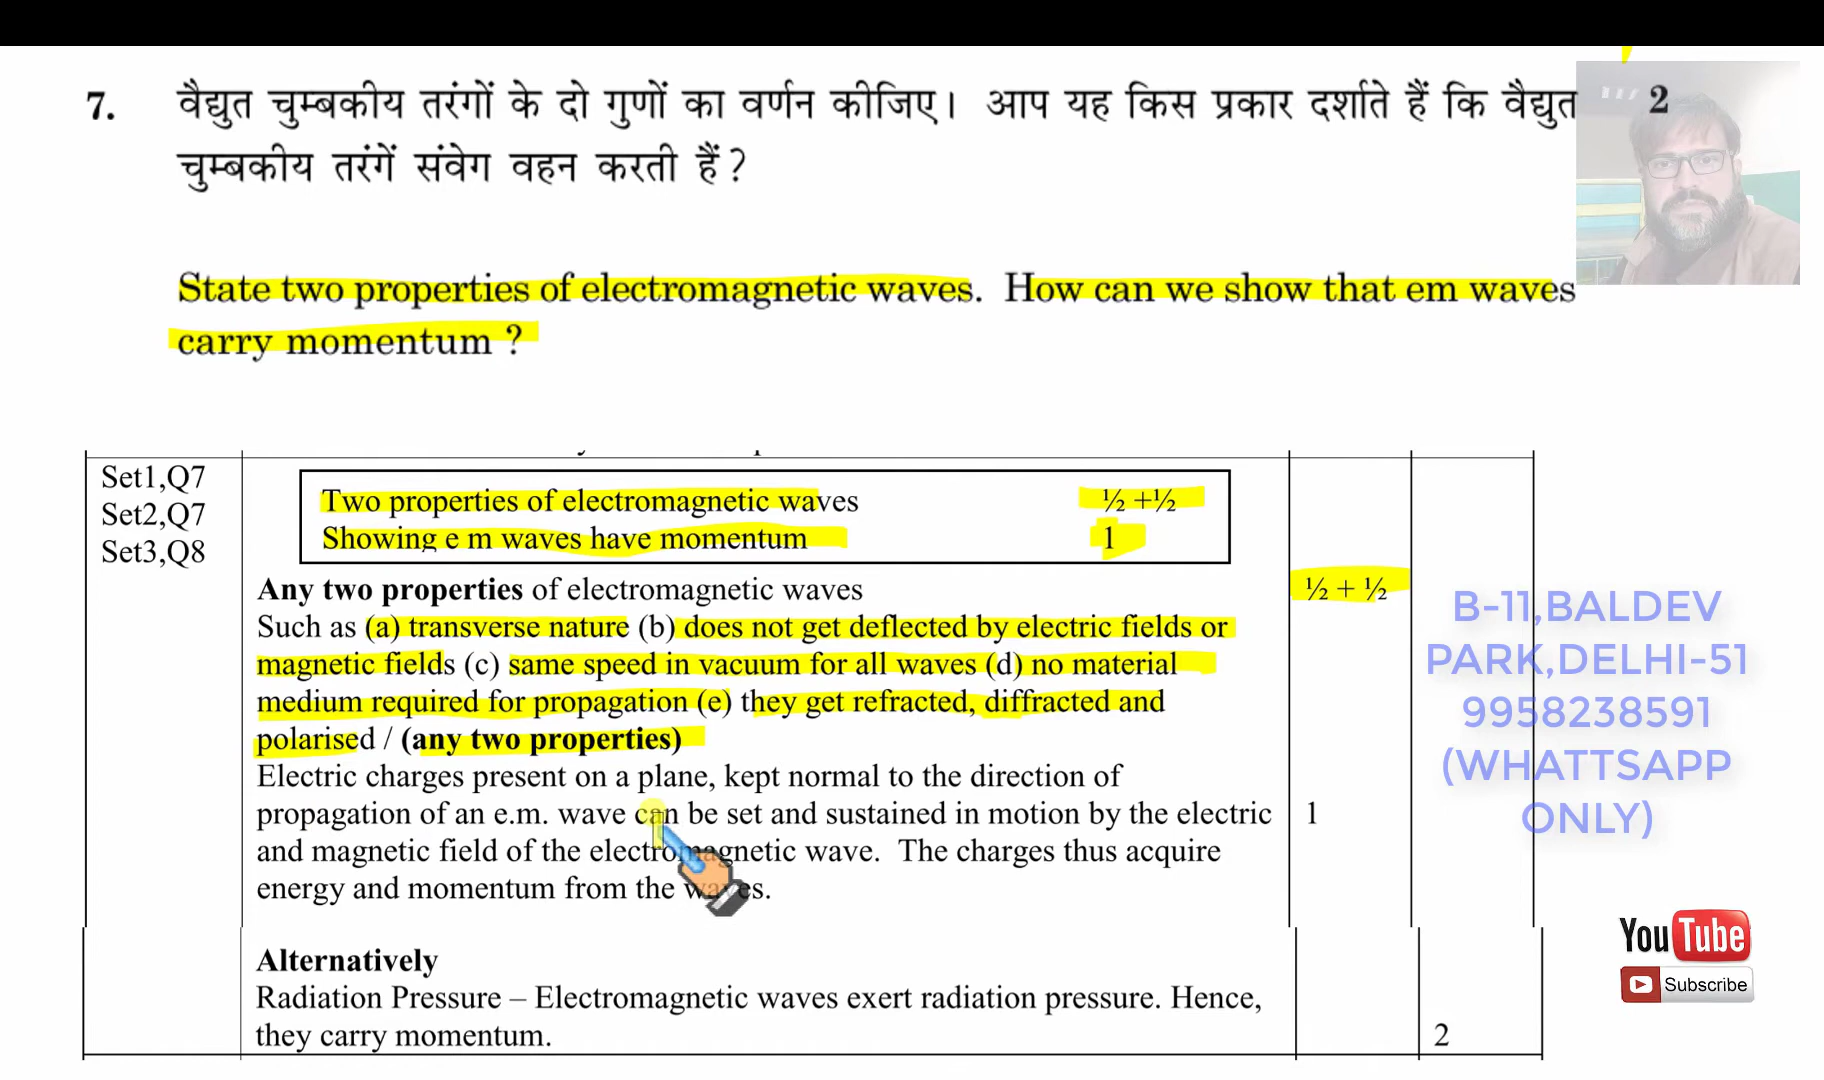 7. वैद्युत चुम्बकीय तरंगों के दो गुणों का वर्णन कीजिए। आप यह किस प्रकार दर्शाते हैं कि वैद्युत 2
चुम्बकीय तरंगें संवेग वहन करती हैं ?
State two properties of electromagnetic waves. How can we show that em waves
carry momentum ?
Set1,Q7
Set2,Q7
Set3,Q8
Two properties of electromagnetic waves ½ +½
Showing e m waves have momentum 1
Any two properties of electromagnetic waves ½ + ½
Such as (a) transverse nature (b) does not get deflected by electric fields or
magnetic fields (c) same speed in vacuum for all waves (d) no material
medium required for propagation (e) they get refracted, diffracted and
polarised / (any two properties)
Electric charges present on a plane, kept normal to the direction of
propagation of an e.m. wave can be set and sustained in motion by the electric 1
and magnetic field of the electromagnetic wave. The charges thus acquire
energy and momentum from the waves.
Alternatively
Radiation Pressure – Electromagnetic waves exert radiation pressure. Hence,
they carry momentum. 2
B-11,BALDEV
PARK,DELHI-51
9958238591
(WHATTSAPP
ONLY)
YouTube
Subscribe